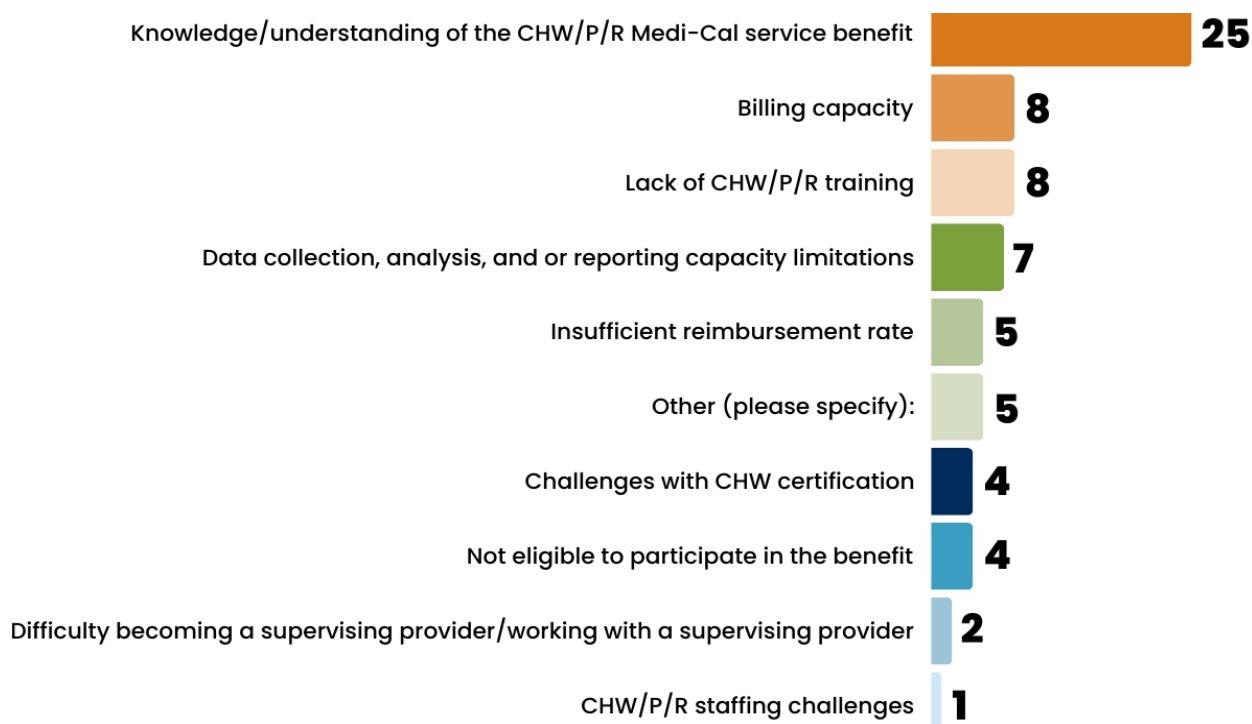 Knowledge/understanding of the CHW/P/R Medi-Cal service benefit 25
Billing capacity 8
Lack of CHW/P/R training 8
Data collection, analysis, and or reporting capacity limitations 7
Insufficient reimbursement rate 5
Other (please specify): 5
Challenges with CHW certification 4
Not eligible to participate in the benefit 4
Difficulty becoming a supervising provider/working with a supervising provider 2
CHW/P/R staffing challenges 1